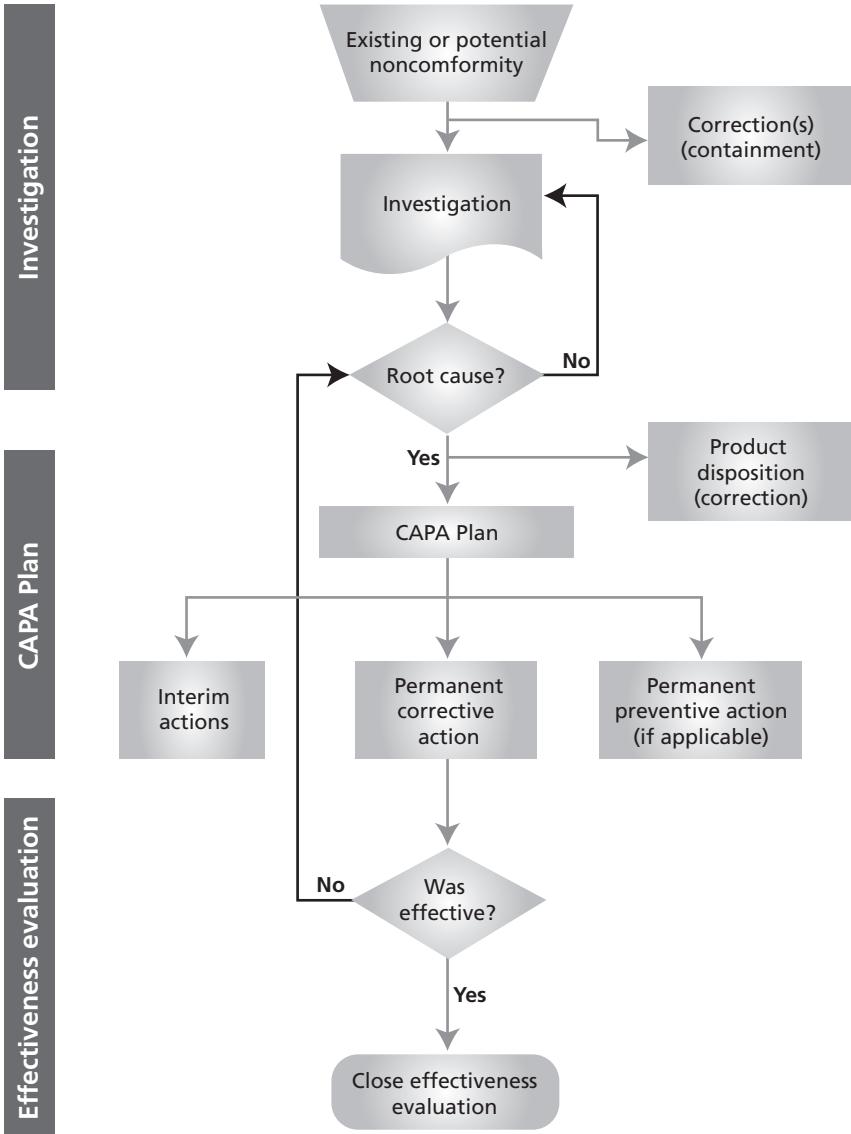 Investigation
Existing or potential
noncomformity
Correction(s)
(containment)
Investigation
Root cause?
No
Yes
Product
disposition
(correction)
CAPA Plan
CAPA Plan
Interim
actions
Permanent
corrective
action
Permanent
preventive action
(if applicable)
Effectiveness evaluation
No
Was
effective?
Yes
Close effectiveness
evaluation